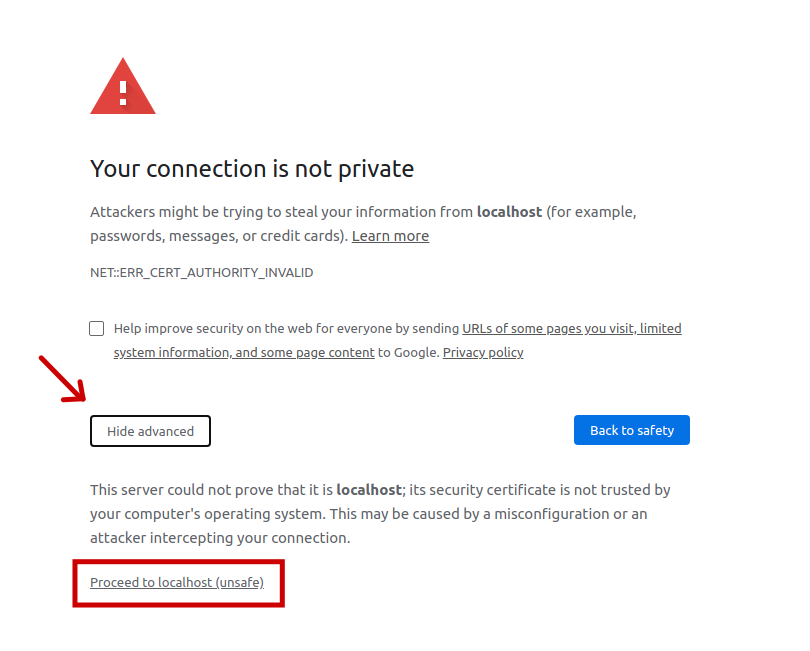 Your connection is not private
Attackers might be trying to steal your information from localhost (for example,
passwords, messages, or credit cards). Learn more
NET::ERR_CERT_AUTHORITY_INVALID
Help improve security on the web for everyone by sending URLs of some pages you visit, limited
system information, and some page content to Google. Privacy policy
Hide advanced
Back to safety
This server could not prove that it is localhost; its security certificate is not trusted by
your computer's operating system. This may be caused by a misconfiguration or an
attacker intercepting your connection.
Proceed to localhost (unsafe)